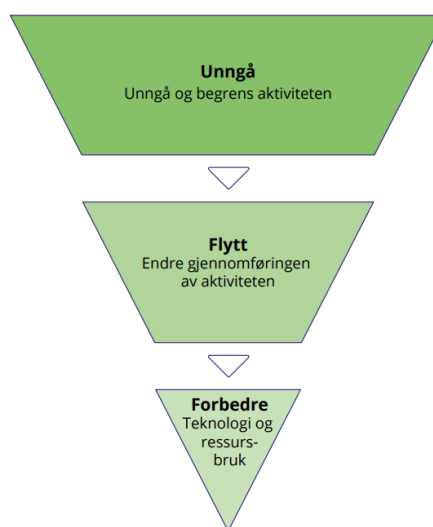 Unngå
Unngå og begrens aktiviteten
Flytt
Endre gjennomføringen
av aktiviteten
Forbedre
Teknologi og
ressurs-
bruk